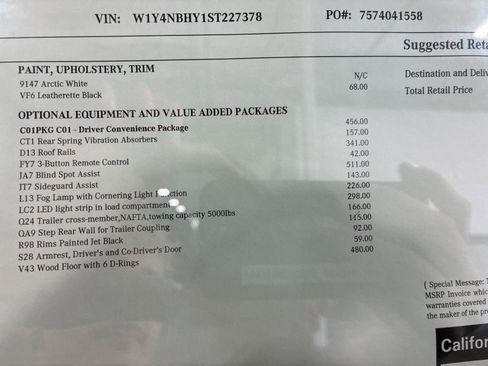 VIN: W1Y4NBHY1ST227378 PO#: 7574041558
Suggested Reta
PAINT, UPHOLSTERY, TRIM
9147 Arctic White N/C Destination and Deliv
VF6 Leatherette Black 68.00 Total Retail Price
OPTIONAL EQUIPMENT AND VALUE ADDED PACKAGES
C01PKG C01 - Driver Convenience Package 456.00
CT1 Rear Spring Vibration Absorbers 157.00
D13 Roof Rails 341.00
FY7 3-Button Remote Control 42.00
JA7 Blind Spot Assist 511.00
JT7 Sideguard Assist 143.00
L13 Fog Lamp with Cornering Light 226.00
LC2 LED light strip in load compartment 298.00
Q24 Trailer cross-member,NAFTA,towing capacity 5000lbs 166.00
QA9 Step Rear Wall for Trailer Coupling 145.00
R98 Rims Painted Jet Black 92.00
S28 Armrest, Driver's and Co-Driver's Door 59.00
V43 Wood Floor with 6 D-Rings 480.00
( Special Message: T
MSRP Invoice whic
warranties covered
the maker of the pr
Califor